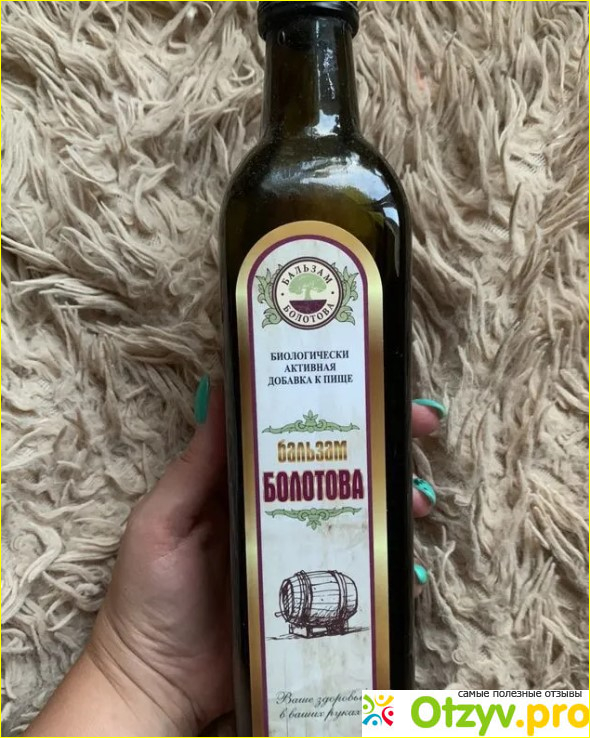 БАЛЬЗАМ
БОЛОТОВА
БИОЛОГИЧЕСКИ
АКТИВНАЯ
ДОБАВКА К ПИЩЕ
бальзам
БОЛОТОВА
Ваше здоровье
в ваших руках
самые полезные отзывы
Otzyv.pro